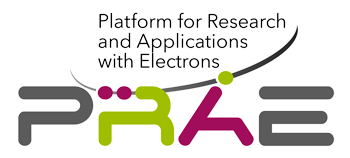 Platform for Research
and Applications
with Electrons
PRAE